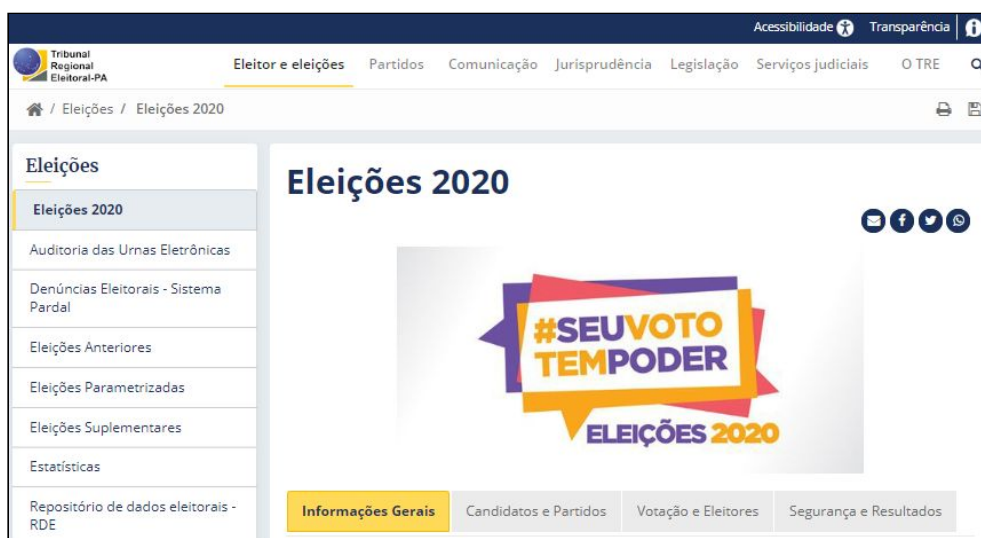 Acessibilidade Transparência
Tribunal
Regional
Eleitoral-PA
Eleitor e eleições Partidos Comunicação Jurisprudência Legislação Serviços judiciais O TRE
/ Eleições / Eleições 2020
Eleições
Eleições 2020
Auditoria das Urnas Eletrônicas
Denúncias Eleitorais - Sistema
Pardal
Eleições Anteriores
Eleições Parametrizadas
Eleições Suplementares
Estatísticas
Repositório de dados eleitorais -
RDE
Eleições 2020
#SEUVOTO
TEMPODER
ELEIÇÕES 2020
Informações Gerais Candidatos e Partidos Votação e Eleitores Segurança e Resultados